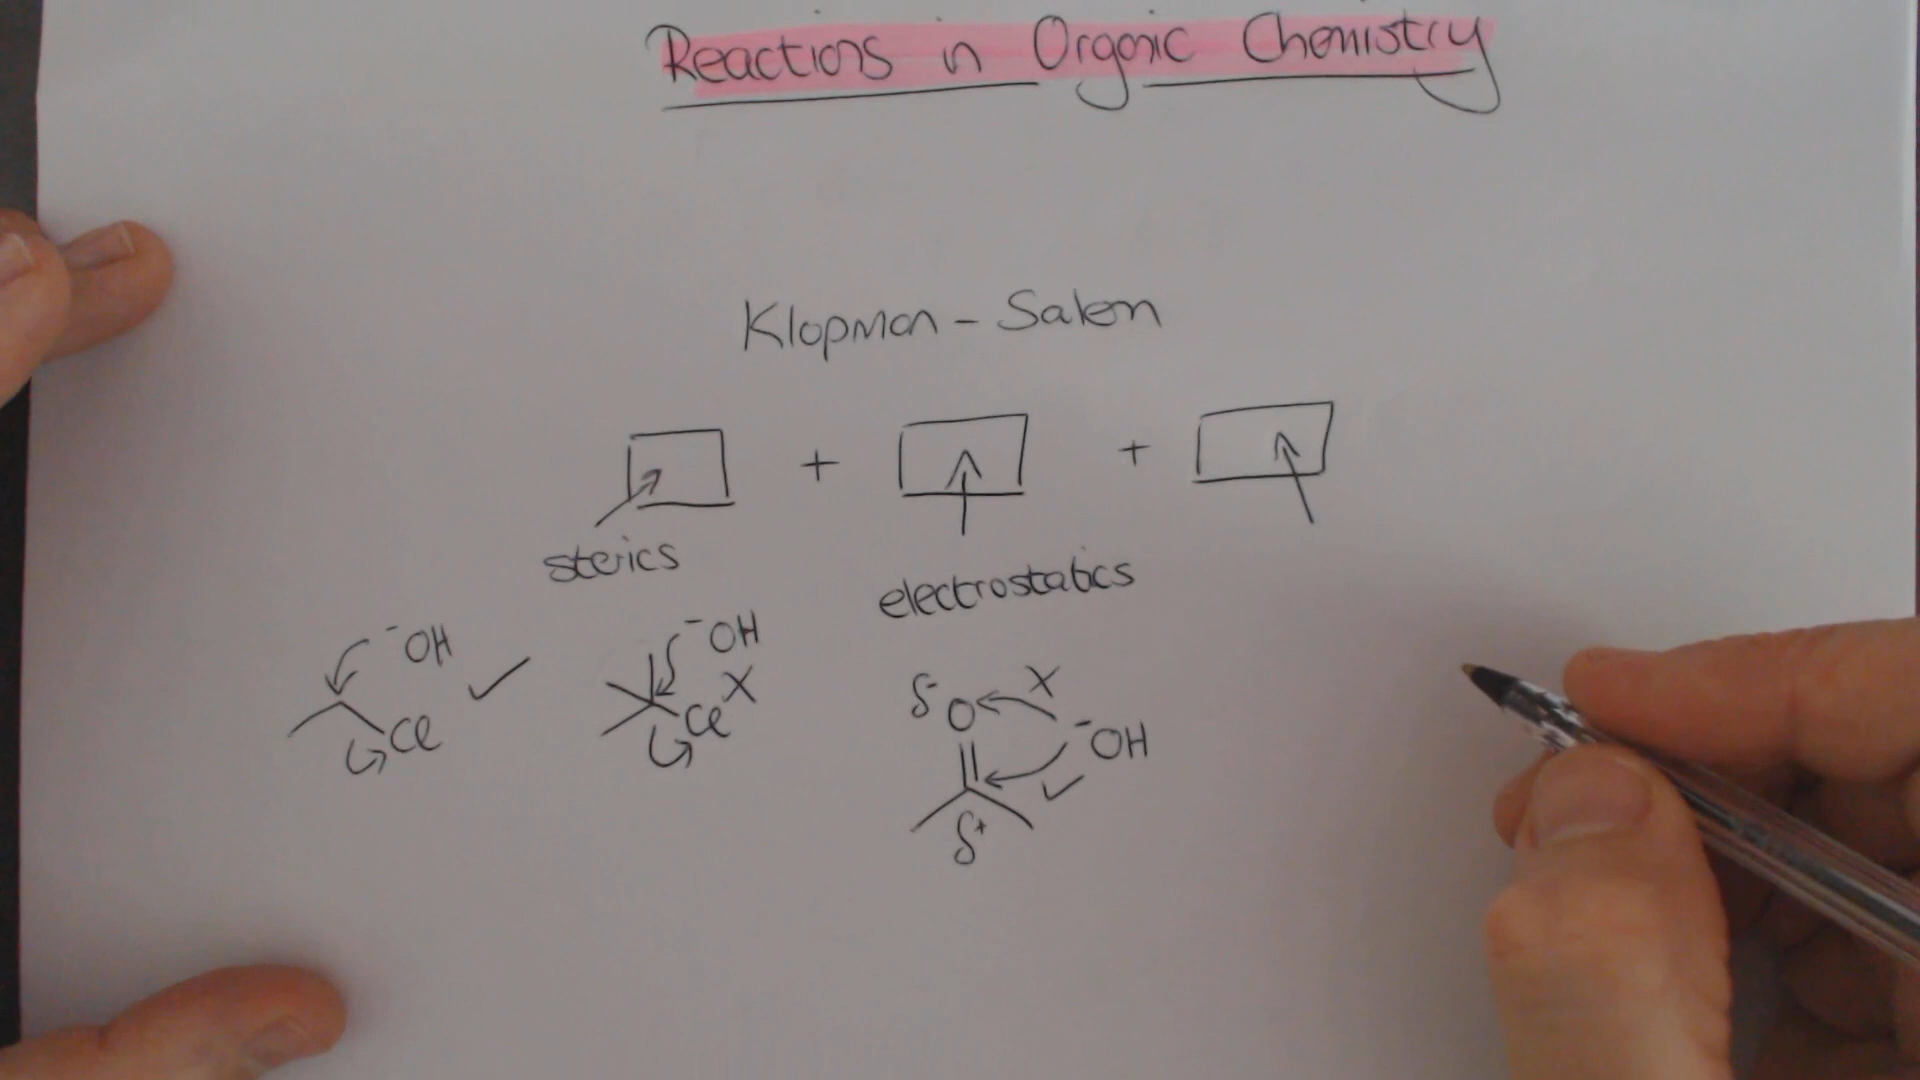 Reactions in Organic Chemistry
Klopman - Salem
+ +
sterics
electrostatics
⁻OH ✓
Cl
⁻OH
X
Cl
δ⁻ O X
⁻OH
✓
δ⁺